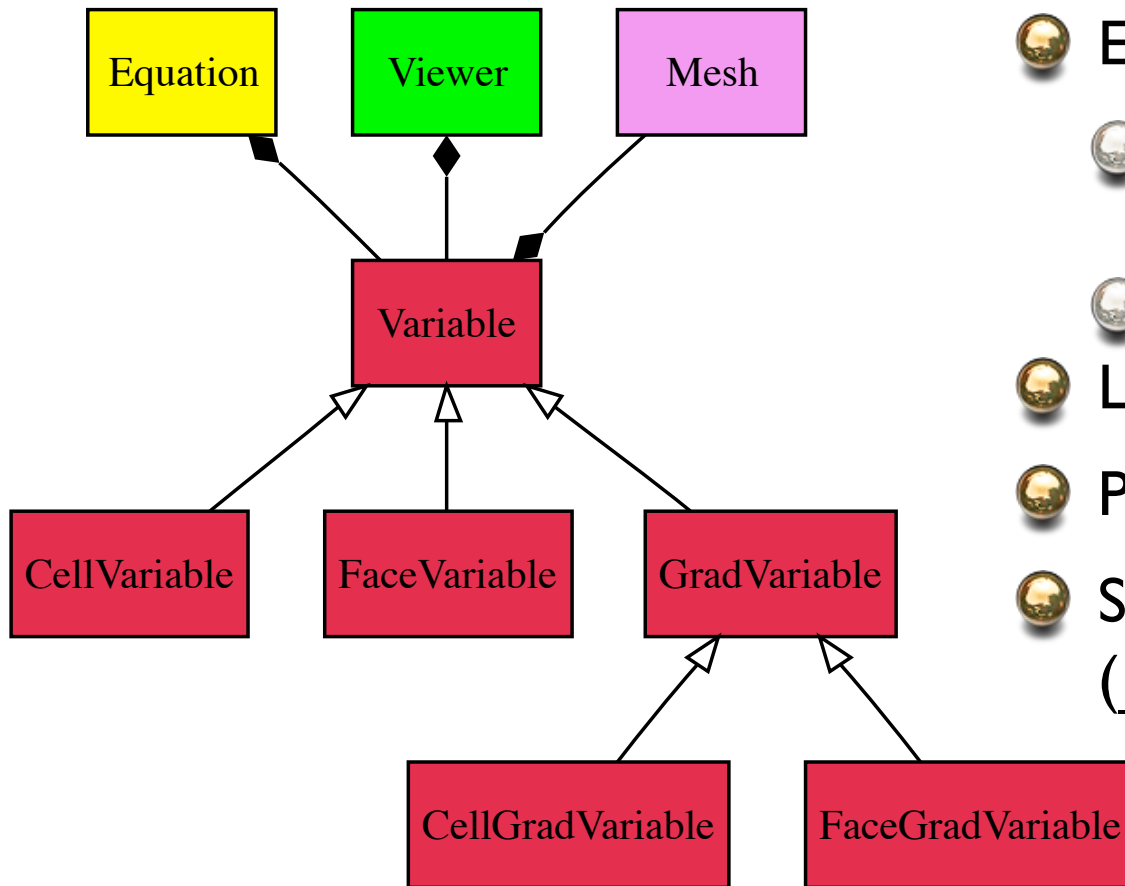 Equation
Viewer
Mesh
Variable
CellVariable
FaceVariable
GradVariable
CellGradVariable
FaceGradVariable
E
L
P
S
(